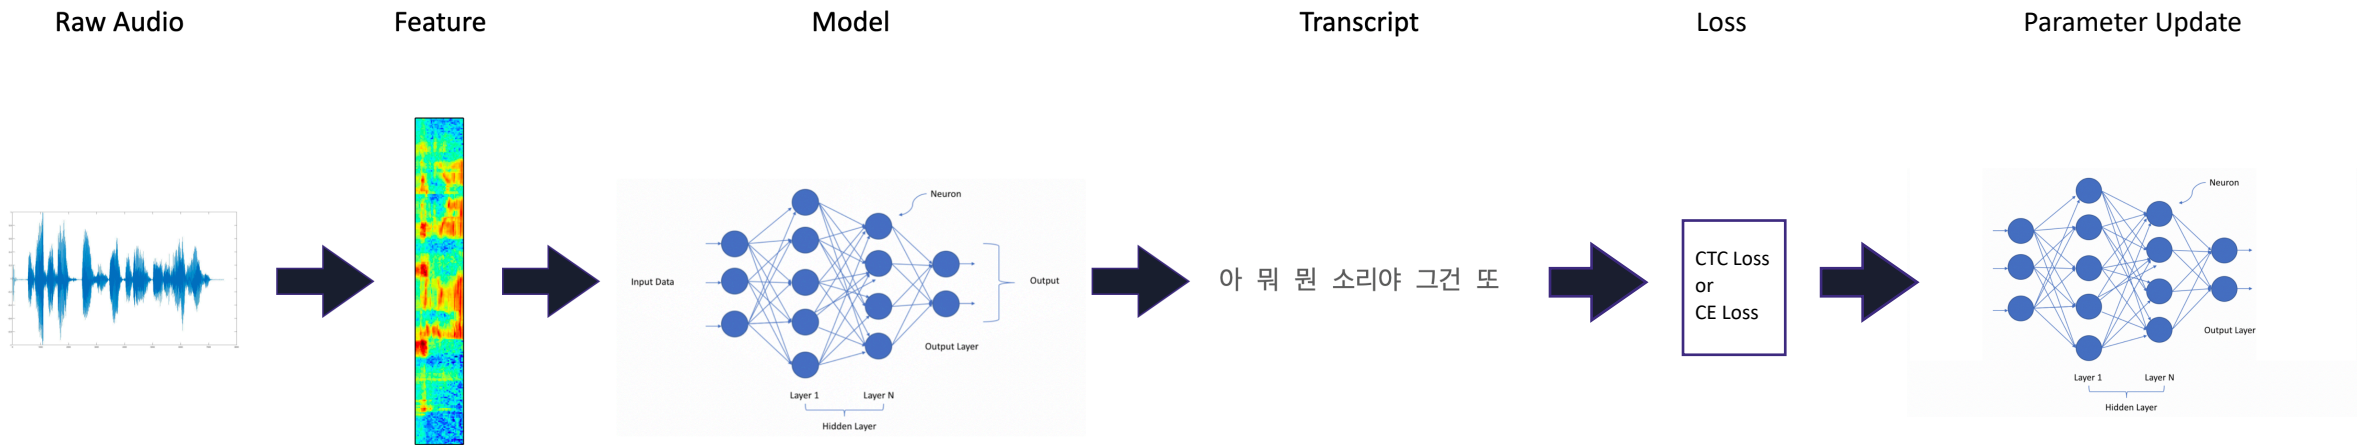 Raw Audio
Feature
Model
Transcript
Loss
Parameter Update
Input Data
Neuron
Output
Output Layer
Layer 1
Layer N
Hidden Layer
아 뭐 뭔 소리야 그건 또
CTC Loss
or
CE Loss
Neuron
Output Layer
Layer 1
Layer N
Hidden Layer